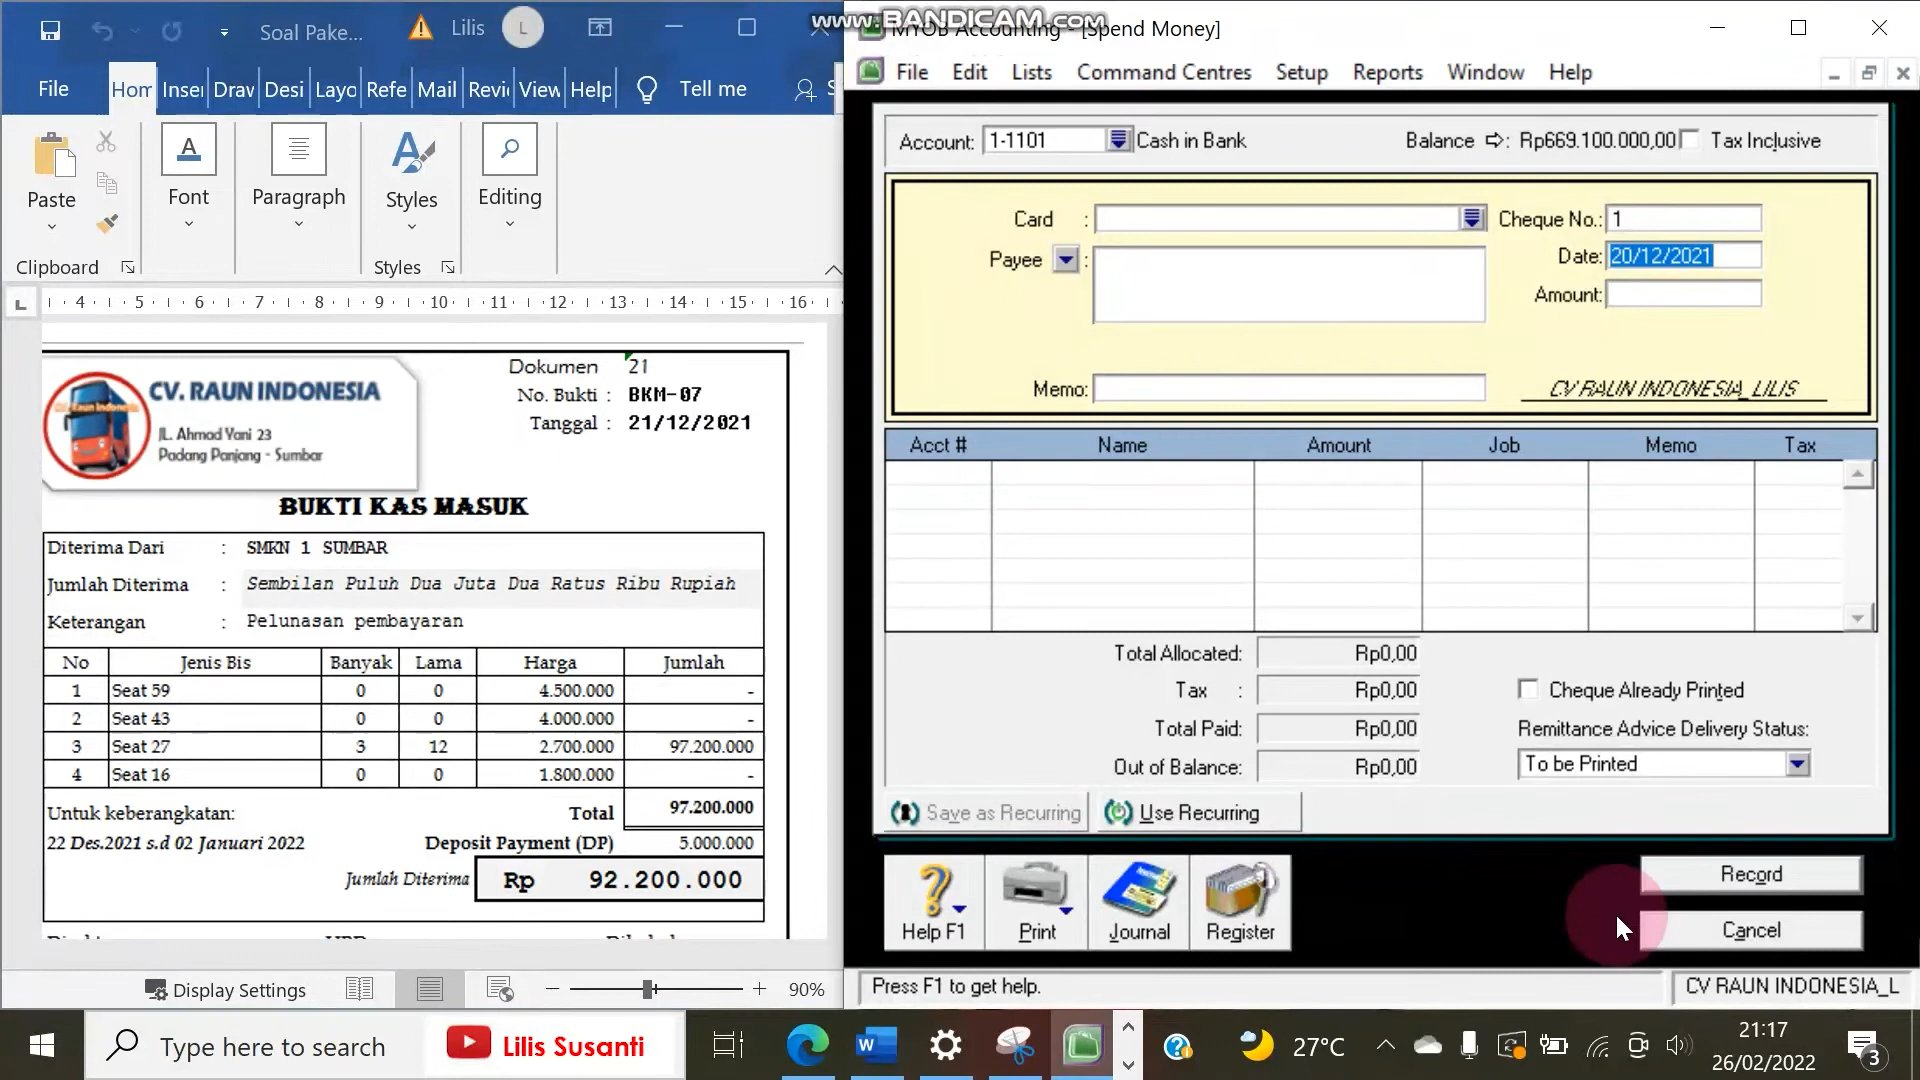 www.BANDICAM.com
Soal Pake...
Lilis
L
File
Hom
Inser
Draw
Desi
Layo
Refe
Mail
Revi
View
Help
Tell me
Paste
Font
Paragraph
Styles
Editing
Clipboard
Styles
4 5 6 7 8 9 10 11 12 13 14 15 16
CV. RAUN INDONESIA
JL. Ahmad Yani 23
Padang Panjang - Sumbar
Dokumen 21
No. Bukti : BKM-07
Tanggal : 21/12/2021
BUKTI KAS MASUK
Diterima Dari : SMKN 1 SUMBAR
Jumlah Diterima : Sembilan Puluh Dua Juta Dua Ratus Ribu Rupiah
Keterangan : Pelunasan pembayaran
No Jenis Bis Banyak Lama Harga Jumlah
1 Seat 59 0 0 4.500.000 -
2 Seat 43 0 0 4.000.000 -
3 Seat 27 3 12 2.700.000 97.200.000
4 Seat 16 0 0 1.800.000 -
Untuk keberangkatan: Total 97.200.000
22 Des.2021 s.d 02 Januari 2022 Deposit Payment (DP) 5.000.000
Jumlah Diterima Rp 92.200.000
Display Settings
90%
MYOB Accounting - [Spend Money]
File Edit Lists Command Centres Setup Reports Window Help
Account: 1-1101 Cash in Bank Balance : Rp669.100.000,00 Tax Inclusive
Card : Cheque No.: 1
Payee : Date: 20/12/2021
Amount:
Memo: CV RAUN INDONESIA_LILIS
Acct # Name Amount Job Memo Tax
Total Allocated: Rp0,00
Tax : Rp0,00 Cheque Already Printed
Total Paid: Rp0,00 Remittance Advice Delivery Status:
Out of Balance: Rp0,00 To be Printed
Save as Recurring Use Recurring
Help F1 Print Journal Register
Record
Cancel
Press F1 to get help.
CV RAUN INDONESIA_L
Type here to search
Lilis Susanti
27°C
21:17
26/02/2022
3